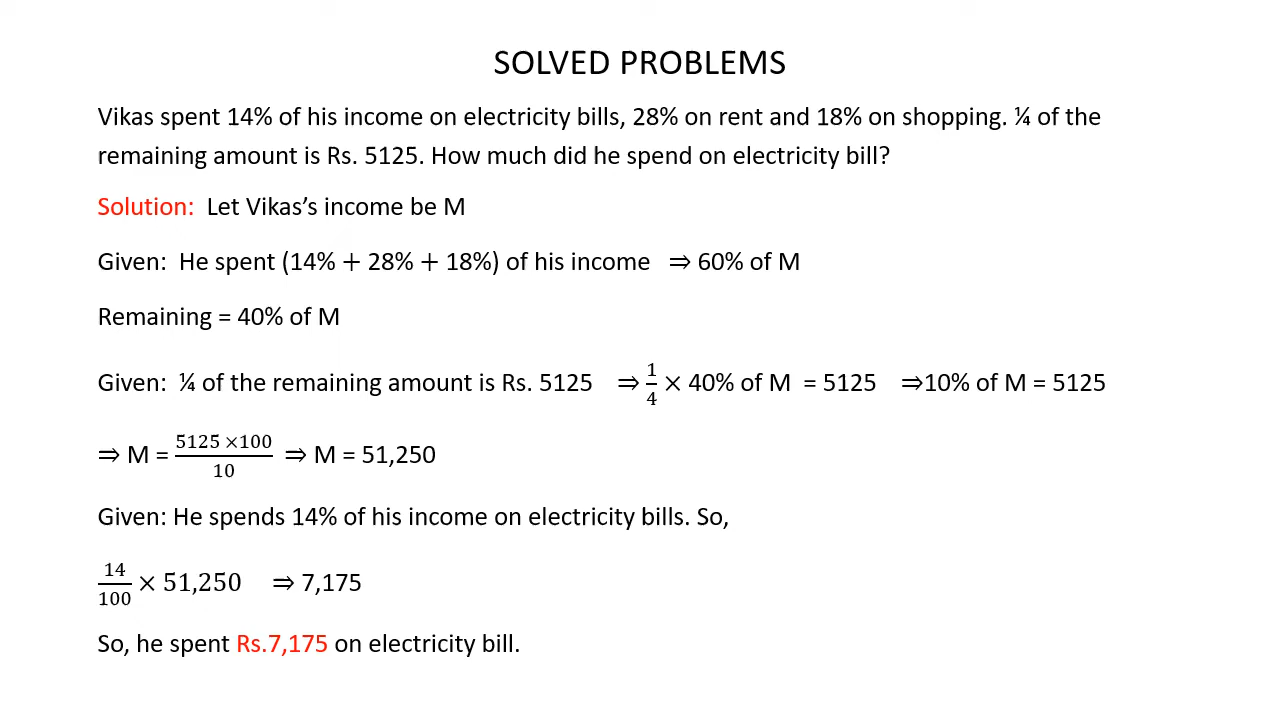 SOLVED PROBLEMS
Vikas spent 14% of his income on electricity bills, 28% on rent and 18% on shopping. ¼ of the
remaining amount is Rs. 5125. How much did he spend on electricity bill?
Solution: Let Vikas’s income be M
Given: He spent (14% + 28% + 18%) of his income ⇒ 60% of M
Remaining = 40% of M
Given: ¼ of the remaining amount is Rs. 5125 ⇒ 1/4 × 40% of M = 5125 ⇒10% of M = 5125
⇒ M = 5125 ×100/10 ⇒ M = 51,250
Given: He spends 14% of his income on electricity bills. So,
14/100 × 51,250 ⇒ 7,175
So, he spent Rs.7,175 on electricity bill.